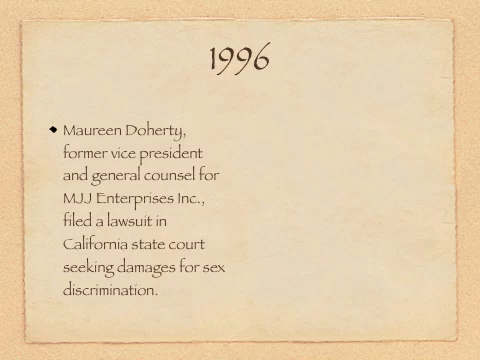 1996
Maureen Doherty,
former vice president
and general counsel for
MJJ Enterprises Inc.,
filed a lawsuit in
California state court
seeking damages for sex
discrimination.